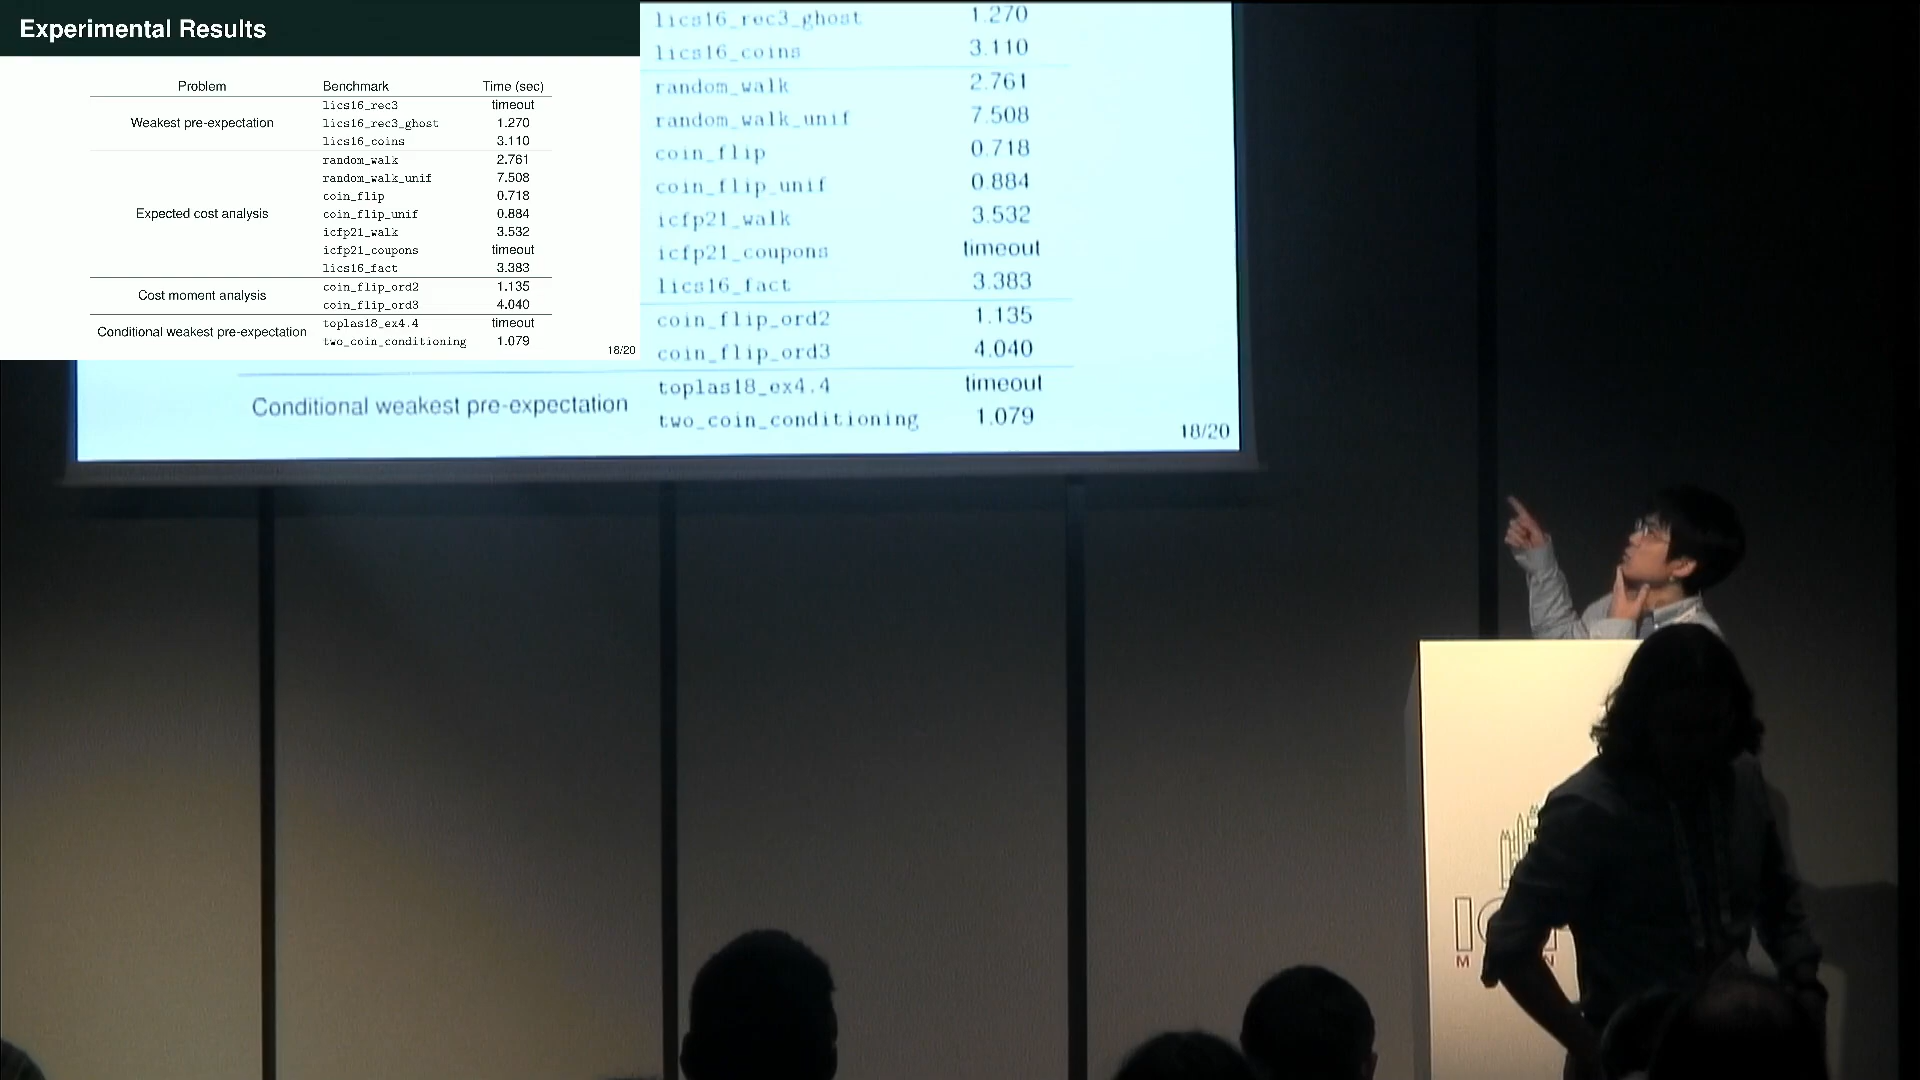 Experimental Results
Problem Benchmark Time (sec)
Weakest pre-expectation
lics16_rec3 timeout
lics16_rec3_ghost 1.270
lics16_coins 3.110
Expected cost analysis
random_walk 2.761
random_walk_unif 7.508
coin_flip 0.718
coin_flip_unif 0.884
icfp21_walk 3.532
icfp21_coupons timeout
lics16_fact 3.383
Cost moment analysis
coin_flip_ord2 1.135
coin_flip_ord3 4.040
Conditional weakest pre-expectation
toplas18_ex4.4 timeout
two_coin_conditioning 1.079
18/20
lics16_rec3_ghost 1.270
lics16_coins 3.110
random_walk 2.761
random_walk_unif 7.508
coin_flip 0.718
coin_flip_unif 0.884
icfp21_walk 3.532
icfp21_coupons timeout
lics16_fact 3.383
coin_flip_ord2 1.135
coin_flip_ord3 4.040
Conditional weakest pre-expectation
toplas18_ex4.4 timeout
two_coin_conditioning 1.079
18/20